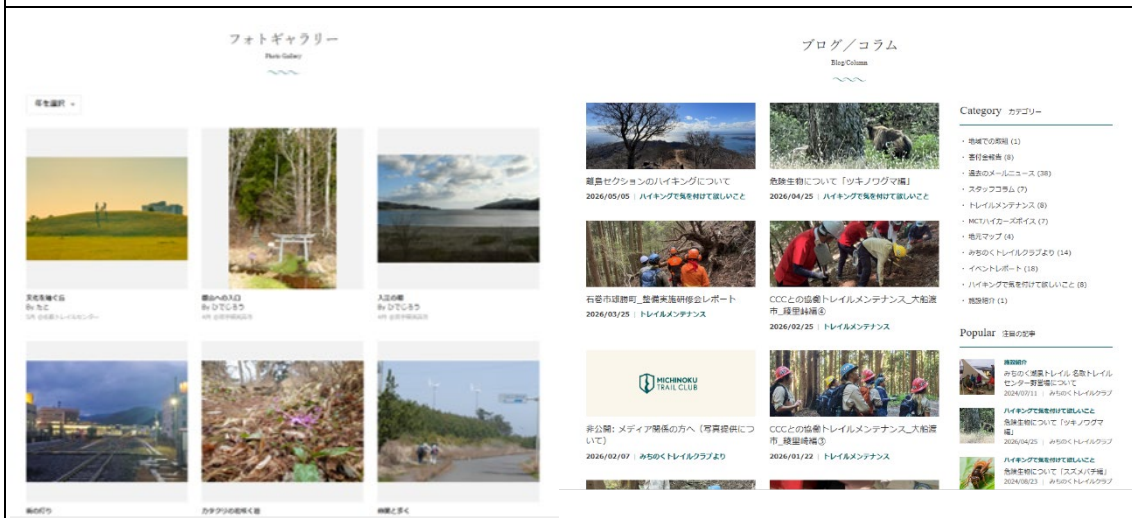 フォトギャラリー
Photo Gallery
年を選択
文化を紡ぐ丘
By たこ
By ひでじろう
入江の郷
By ひでじろう
カタクリの花咲く道
仲間と歩く
ブログ／コラム
Blog/Column
離島セクションのハイキングについて
2026/05/05 | ハイキングで気を付けて欲しいこと
危険生物について「ツキノワグマ編」
2026/04/25 | ハイキングで気を付けて欲しいこと
石巻市雄勝町_整備実施研修会レポート
2026/03/25 | トレイルメンテナンス
CCCとの協働トレイルメンテナンス_大船渡
市_綾里峠編④
2026/02/25 | トレイルメンテナンス
MICHINOKU
TRAIL CLUB
非公開: メディア関係の方へ（写真提供につ
いて）
2026/02/07 | みちのくトレイルクラブより
CCCとの協働トレイルメンテナンス_大船渡
市_綾里崎編③
2026/01/22 | トレイルメンテナンス
Category カテゴリー
・ 地域での取組 (1)
・ 寄付金報告 (8)
・ 過去のメールニュース (38)
・ スタッフコラム (7)
・ トレイルメンテナンス (8)
・ MCTハイカーズボイス (7)
・ 地元マップ (4)
・ みちのくトレイルクラブより (14)
・ イベントレポート (18)
・ ハイキングで気を付けて欲しいこと (8)
・ 施設紹介 (1)
Popular 注目の記事
施設紹介
みちのく潮風トレイル 名取トレイル
センター野営場について
2024/07/11 | みちのくトレイルクラブ
ハイキングで気を付けて欲しいこと
危険生物について「ツキノワグマ
編」
2026/04/25 | みちのくトレイルクラブ
ハイキングで気を付けて欲しいこと
危険生物について「スズメバチ編」
2024/08/23 | みちのくトレイルクラブ